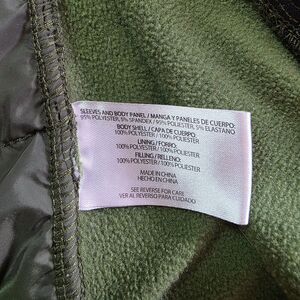 SLEEVES AND BODY PANEL / MANGA Y PANELES DE CUERPO:
95% POLYESTER, 5% SPANDEX / 95% POLIESTER, 5% ELASTANO
BODY SHELL / CAPA DE CUERPO:
100% POLYESTER / 100% POLIESTER
LINING / FORRO:
100% POLYESTER / 100% POLIESTER
FILLING / RELLENO:
100% POLYESTER / 100% POLIESTER
MADE IN CHINA
HECHO EN CHINA
SEE REVERSE FOR CARE
VER AL REVERSO PARA CUIDADO